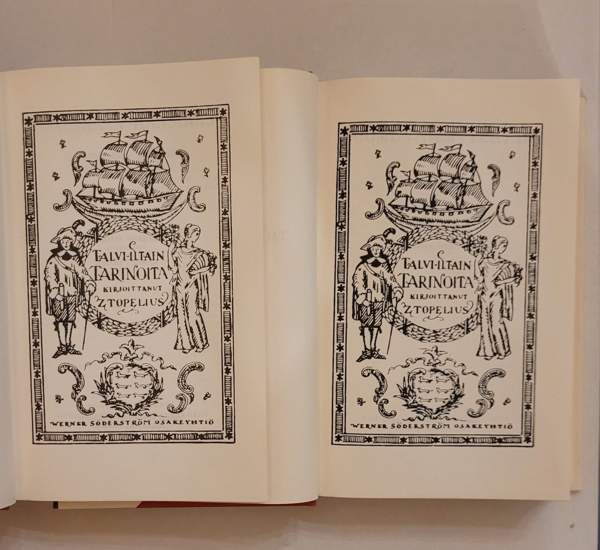 TALVI-ILTAIN
TARINOITA
KIRJOITTANUT
Z. TOPELIUS
WERNER SÖDERSTRÖM OSAKEYHTIÖ
TALVI-ILTAIN
TARINOITA
KIRJOITTANUT
Z. TOPELIUS
WERNER SÖDERSTRÖM OSAKEYHTIÖ